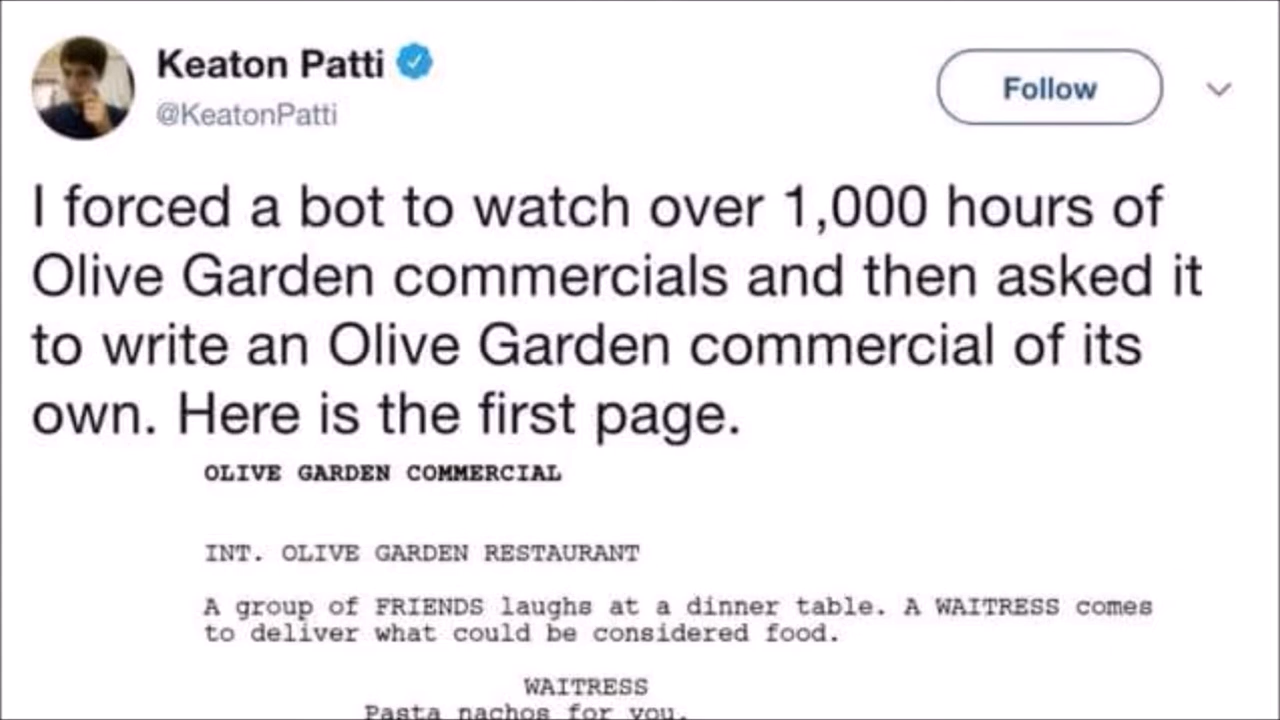 Keaton Patti
@KeatonPatti
Follow
I forced a bot to watch over 1,000 hours of
Olive Garden commercials and then asked it
to write an Olive Garden commercial of its
own. Here is the first page.
OLIVE GARDEN COMMERCIAL
INT. OLIVE GARDEN RESTAURANT
A group of FRIENDS laughs at a dinner table. A WAITRESS comes
to deliver what could be considered food.
WAITRESS
Pasta nachos for you.